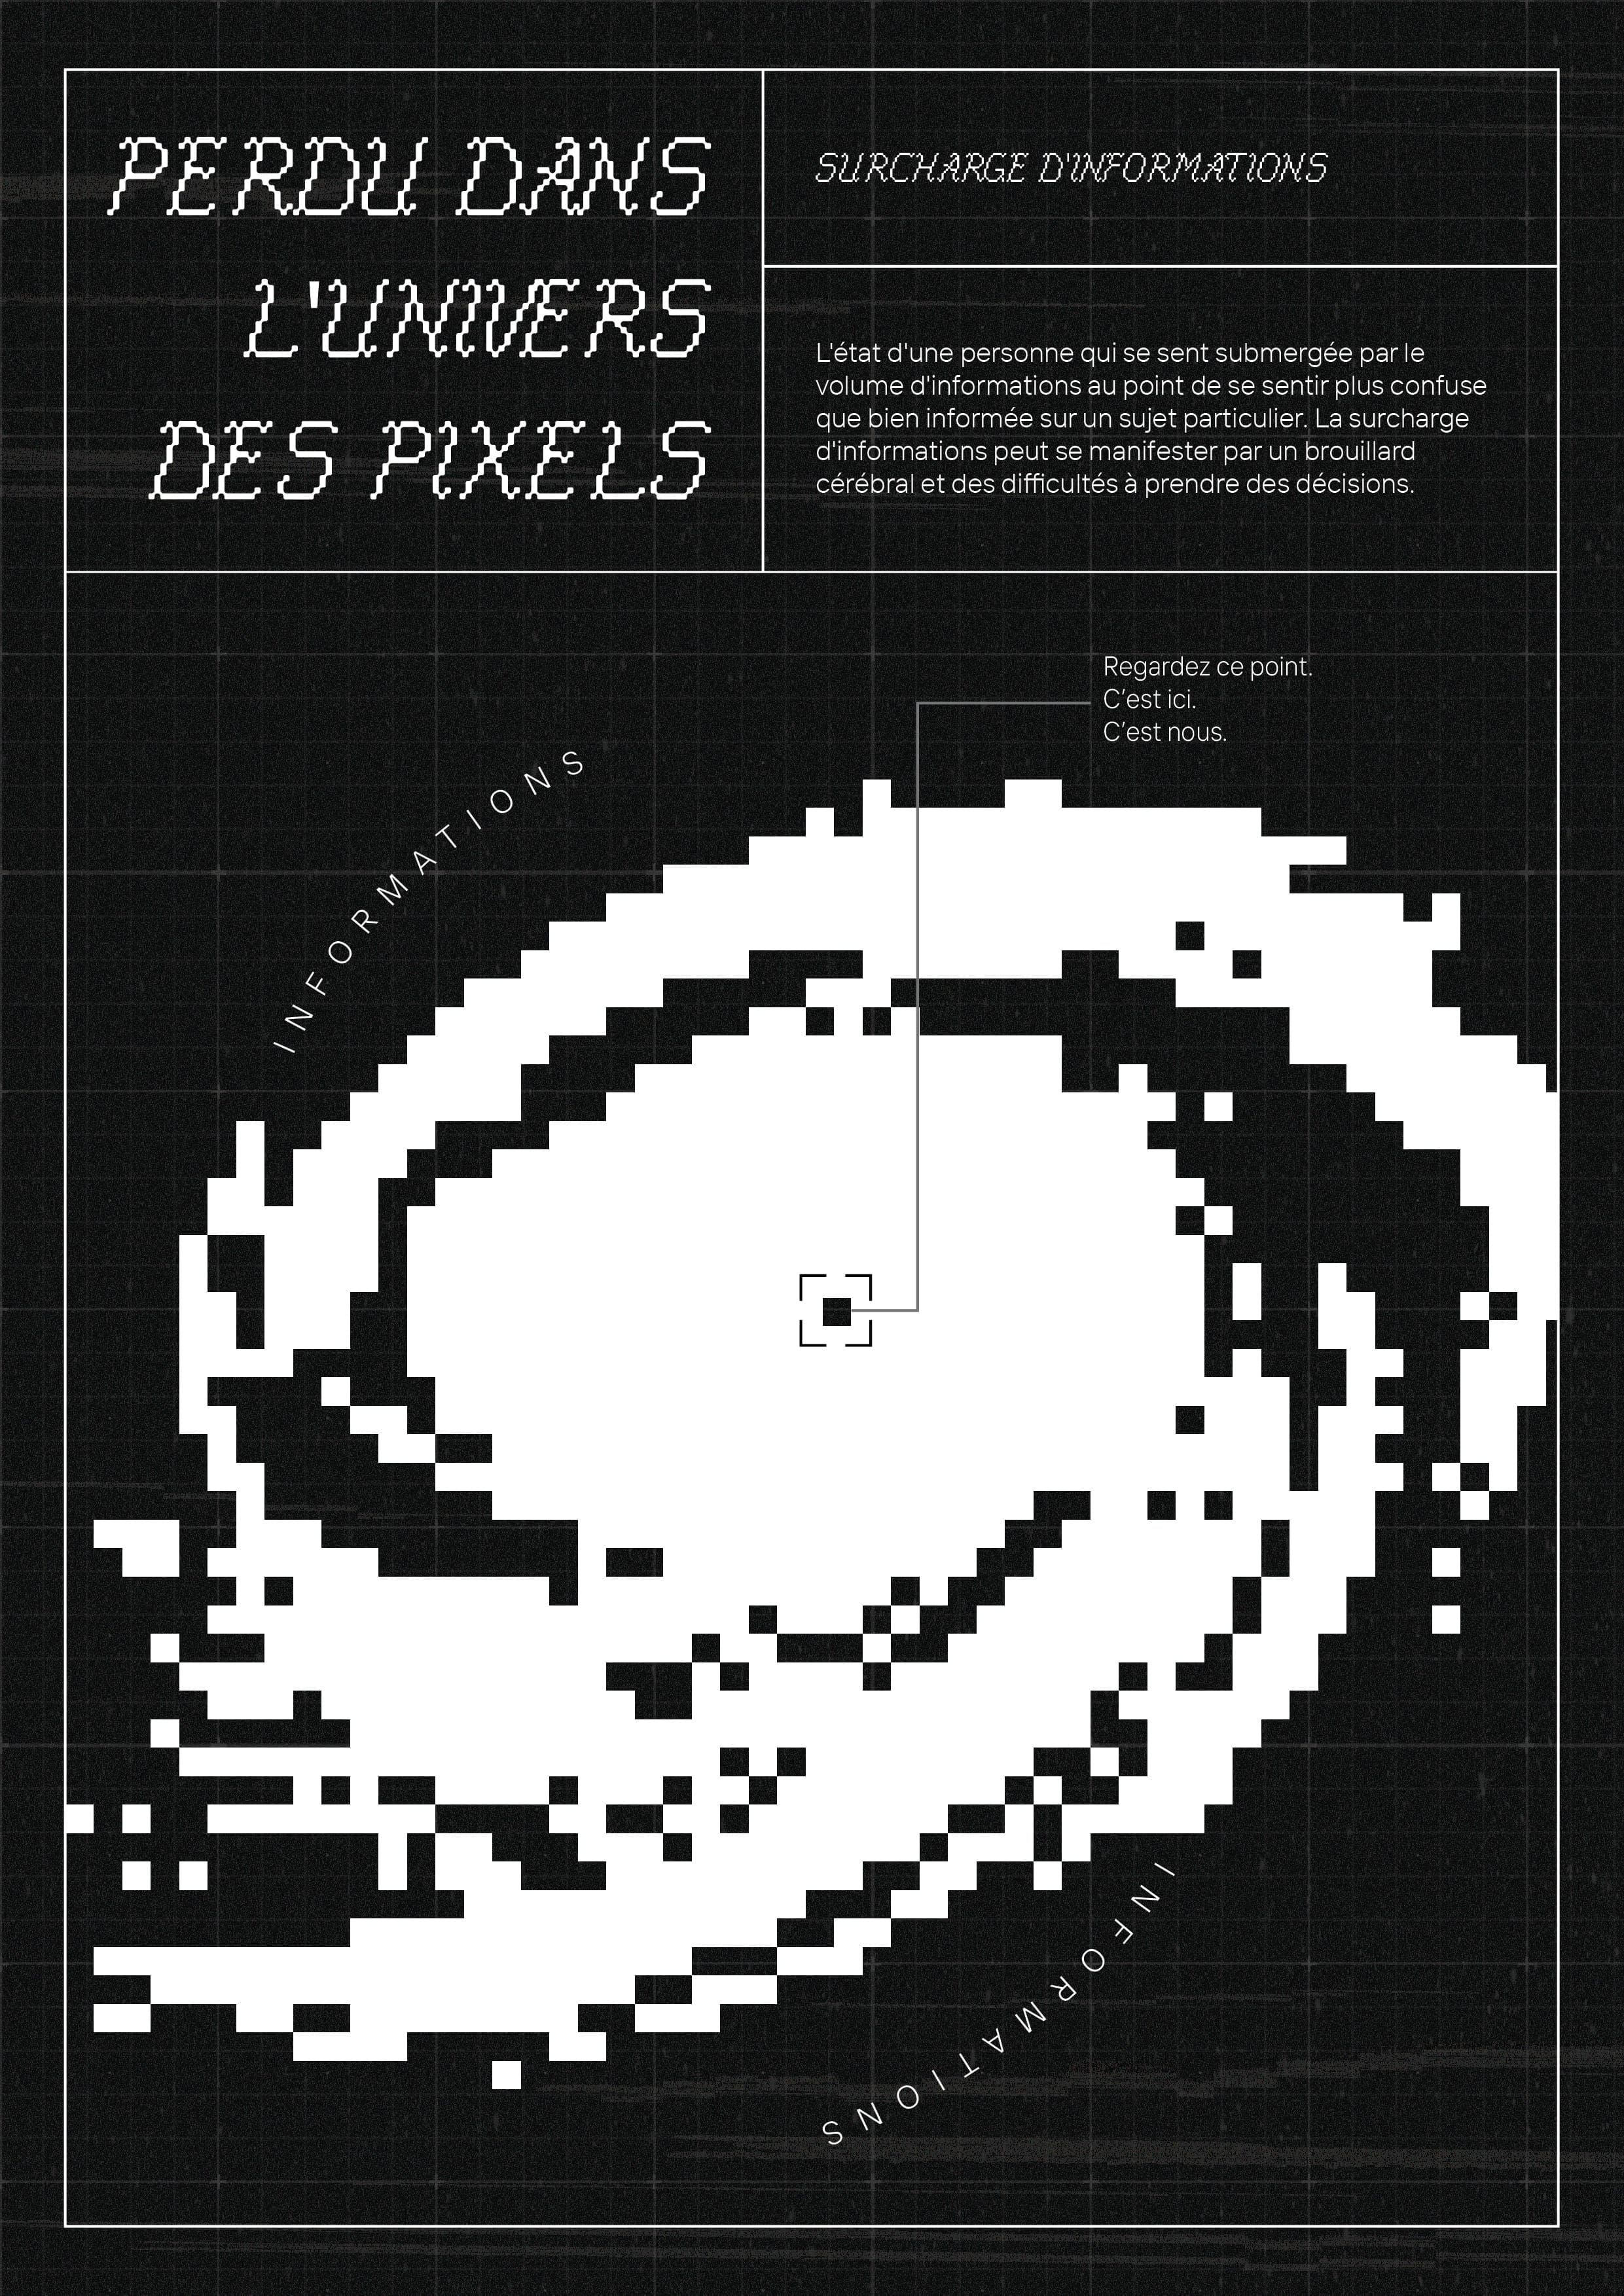 PERDU DANS
L'UNIVERS
DES PIXELS
SURCHARGE D'INFORMATIONS
L'état d'une personne qui se sent submergée par le
volume d'informations au point de se sentir plus confuse
que bien informée sur un sujet particulier. La surcharge
d'informations peut se manifester par un brouillard
cérébral et des difficultés à prendre des décisions.
Regardez ce point.
C’est ici.
C’est nous.
INFORMATIONS
INFORMATIONS